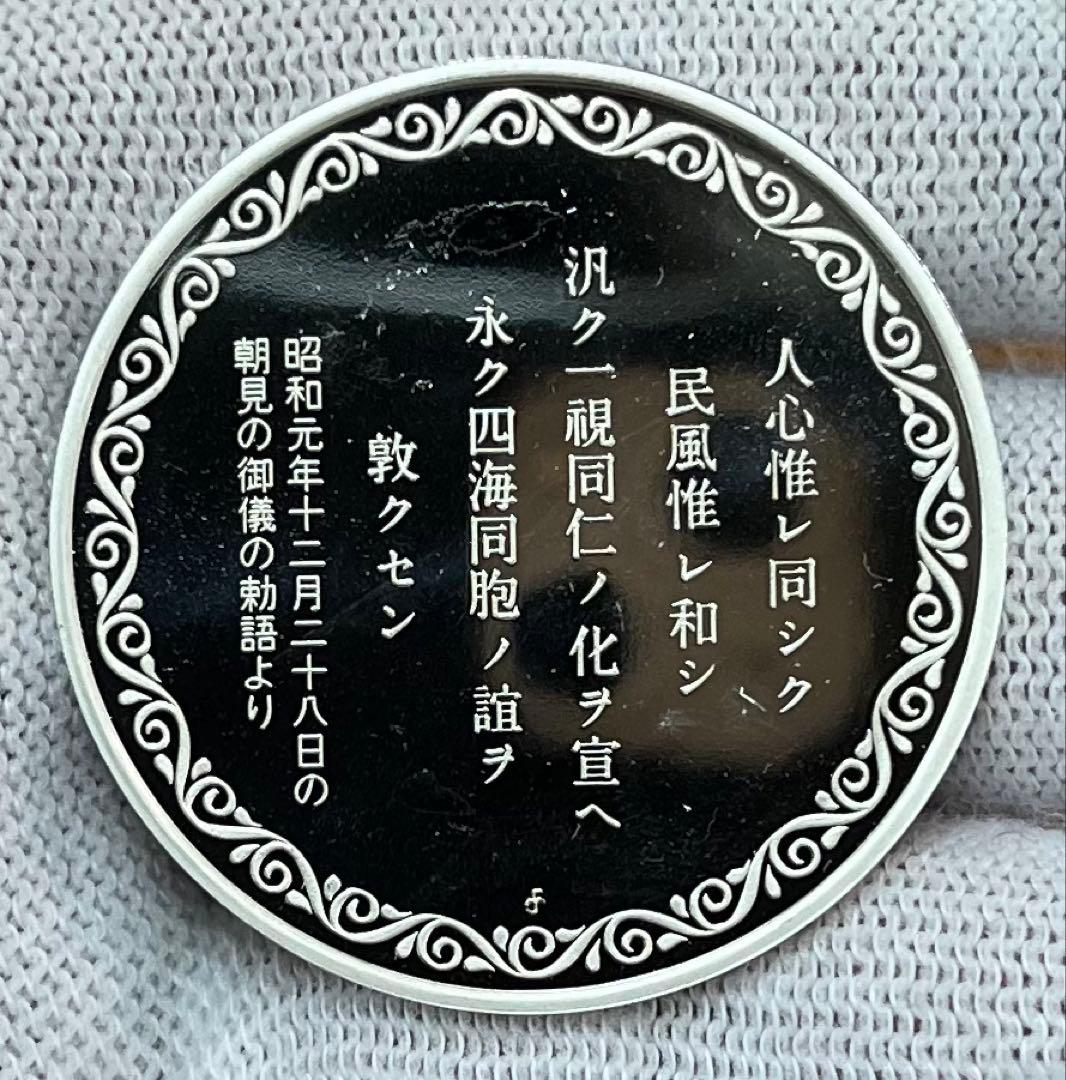 人心惟レ同シク
民風惟レ和シ
汎ク一視同仁ノ化ヲ宣ヘ
永ク四海同胞ノ誼ヲ
敦クセン
昭和元年十二月二十八日の
朝見の御儀の勅語より